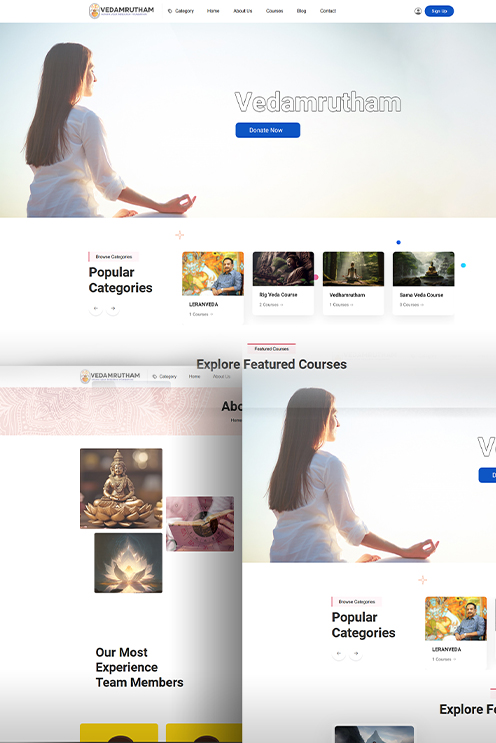 VEDAMRUTHAM
Category Home About Us Courses Blog Contact Sign Up
Vedamrutham
Donate Now
Browse Categories
Popular
Categories
LERANVEDA
1 Courses →
Rig Veda Course
2 Courses →
Vedhamrutham
1 Courses →
Sama Veda Course
3 Courses →
Featured Courses
Explore Featured Courses
VEDAMRUTHAM
Category Home About Us
Abo
Home
Our Most
Experience
Team Members
V
D
Browse Categories
Popular
Categories
LERANVEDA
1 Courses →
Explore Fe